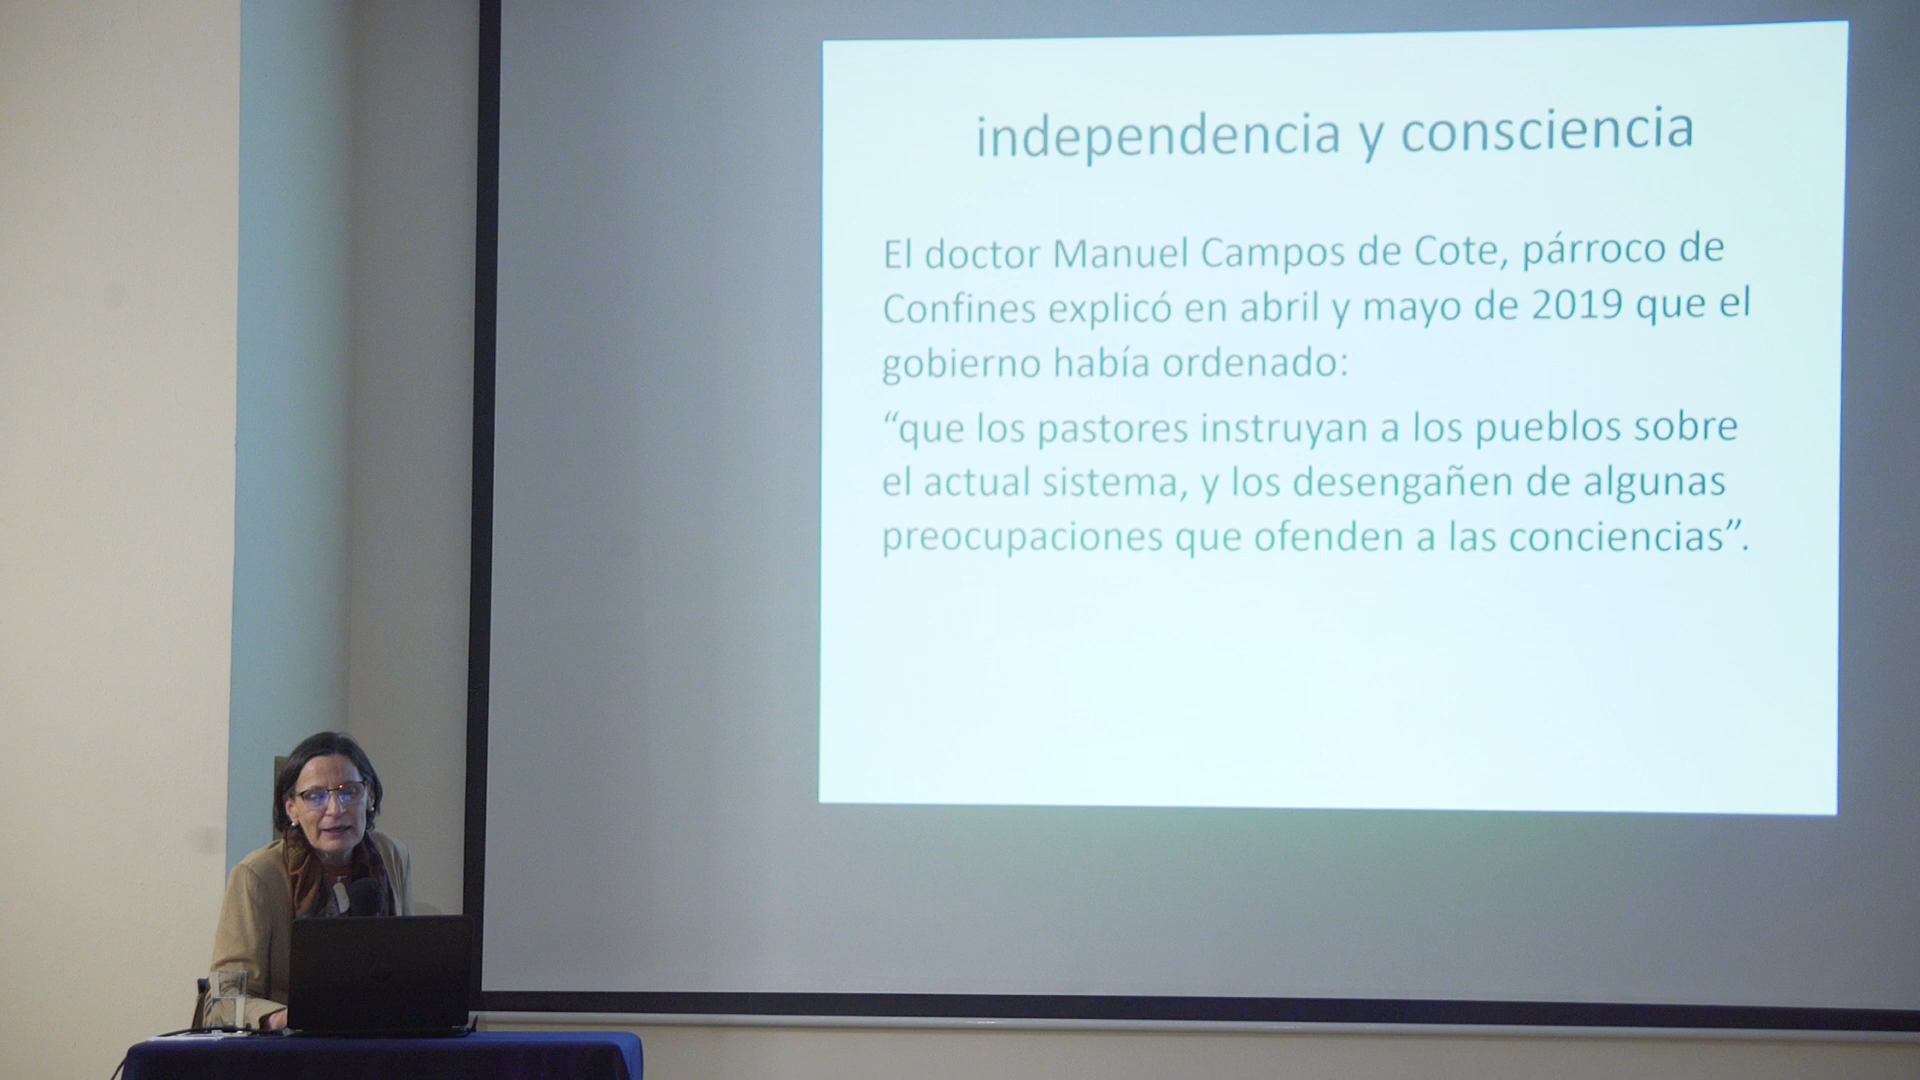 independencia y consciencia
El doctor Manuel Campos de Cote, párroco de
Confines explicó en abril y mayo de 2019 que el
gobierno había ordenado:
“que los pastores instruyan a los pueblos sobre
el actual sistema, y los desengañen de algunas
preocupaciones que ofenden a las conciencias”.